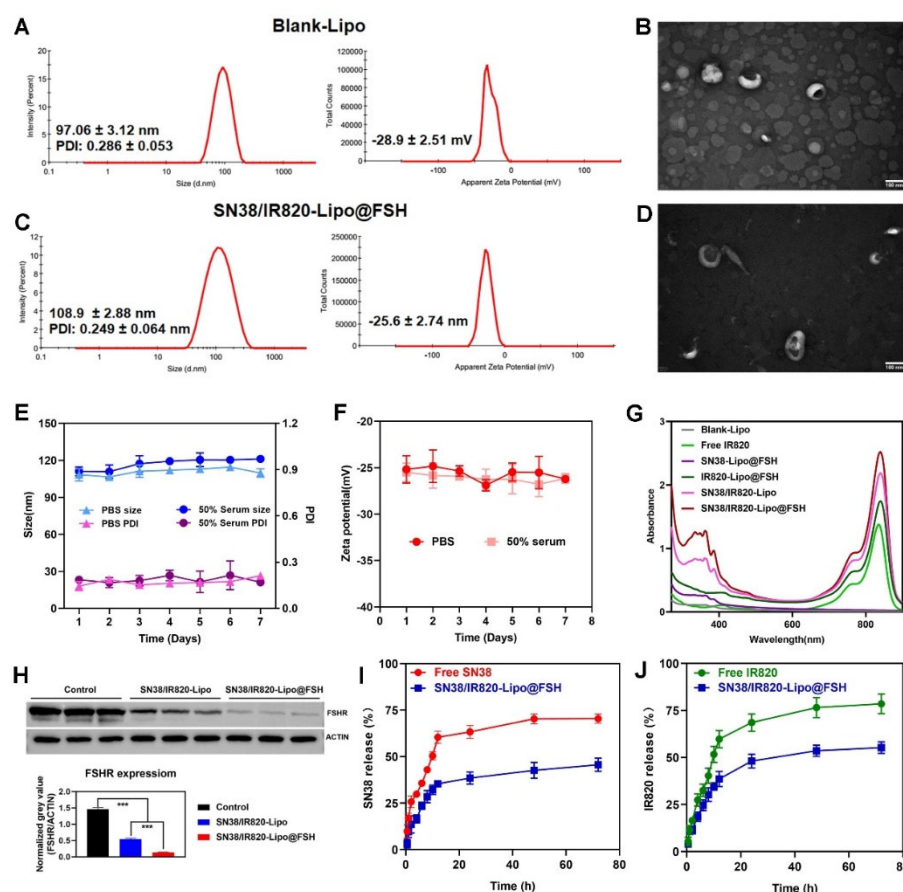 A
Blank-Lipo
Intensity (Percent)
20
15
10
5
0
97.06 ± 3.12 nm
PDI: 0.286 ± 0.053
0.1 1 10 100 1000
Size (d.nm)
Total Counts
120000
100000
80000
60000
40000
20000
0
-28.9 ± 2.51 mV
-100 0 100
Apparent Zeta Potential (mV)
B
100 nm
C
SN38/IR820-Lipo@FSH
Intensity (Percent)
12
10
8
6
4
2
0
108.9 ± 2.88 nm
PDI: 0.249 ± 0.064 nm
0.1 1 10 100 1000
Size (d.nm)
Total Counts
250000
200000
150000
100000
50000
0
-25.6 ± 2.74 nm
-100 0 100
Apparent Zeta Potential (mV)
D
100 nm
E
Size(nm)
150
120
90
60
30
0
PBS size
50% Serum size
PBS PDI
50% Serum PDI
1.2
0.9
0.6
0.3
0.0
PDI
1 2 3 4 5 6 7
Time (Days)
F
Zeta potential(mV)
-20
-25
-30
-35
-40
PBS
50% serum
0 1 2 3 4 5 6 7 8
Time (Days)
G
Absorbance
3
2
1
0
Blank-Lipo
Free IR820
SN38-Lipo@FSH
IR820-Lipo@FSH
SN38/IR820-Lipo
SN38/IR820-Lipo@FSH
400 600 800
Wavelength(nm)
H
Control
SN38/IR820-Lipo
SN38/IR820-Lipo@FSH
FSHR
ACTIN
FSHR expressiom
Normalized grey value
(FSHR/ACTIN)
2.0
1.5
1.0
0.5
0.0
***
***
Control
SN38/IR820-Lipo
SN38/IR820-Lipo@FSH
I
Free SN38
SN38/IR820-Lipo@FSH
SN38 release (%)
100
75
50
25
0
0 20 40 60 80
Time (h)
J
Free IR820
SN38/IR820-Lipo@FSH
IR820 release (%)
100
75
50
25
0
0 20 40 60 80
Time (h)